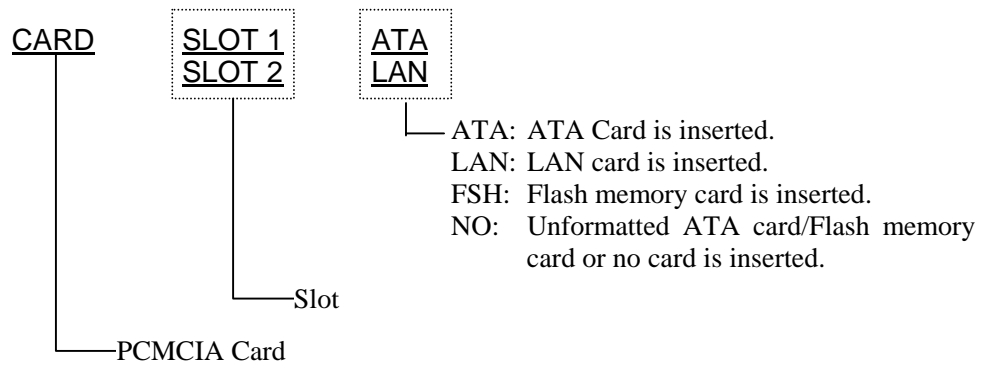 CARD SLOT 1 ATA
SLOT 2 LAN
ATA: ATA Card is inserted.
LAN: LAN card is inserted.
FSH: Flash memory card is inserted.
NO: Unformatted ATA card/Flash memory
card or no card is inserted.
Slot
PCMCIA Card